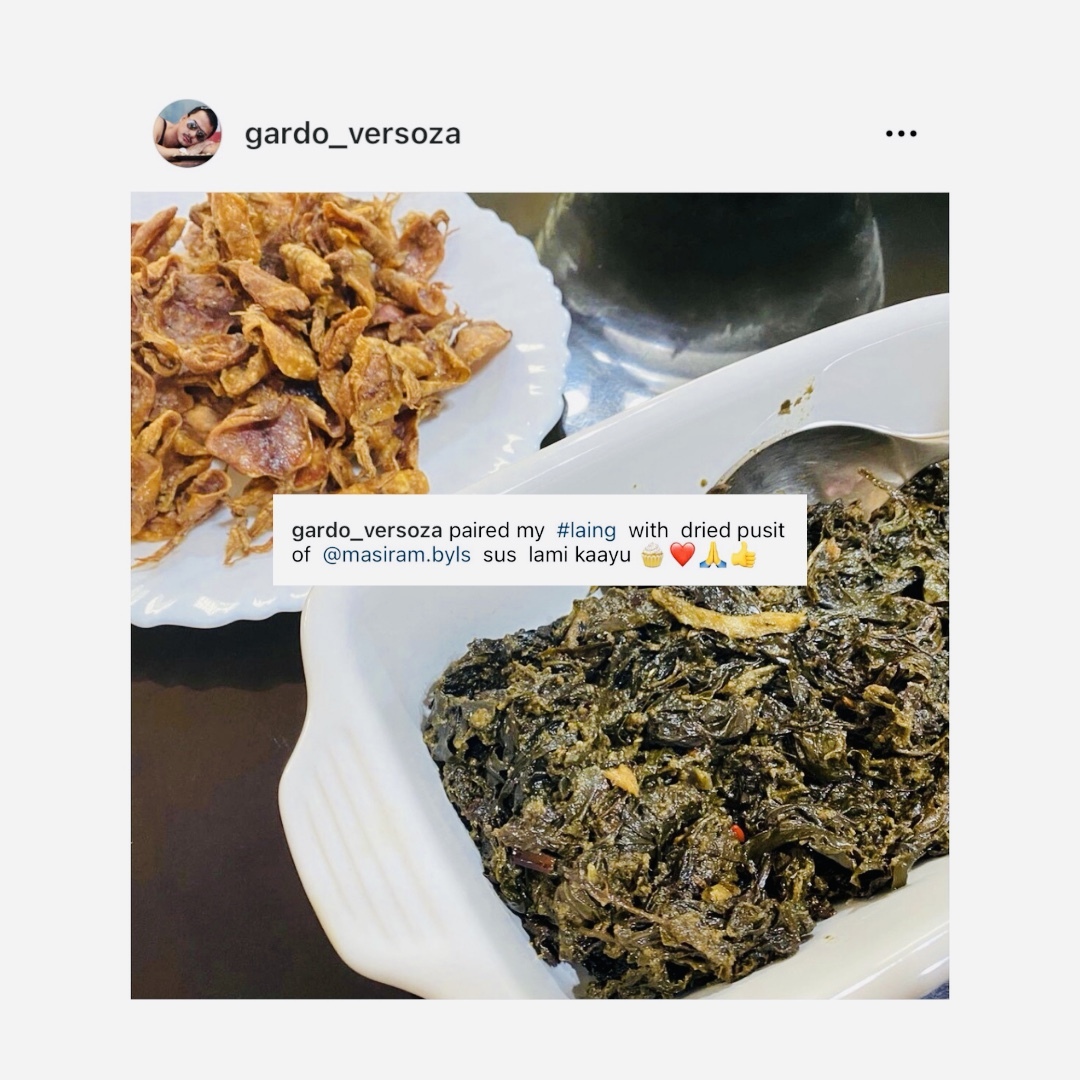 gardo_versoza
gardo_versoza paired my #laing with dried pusit
of @masiram.byls sus lami kaayu 🧁❤️🙏👍